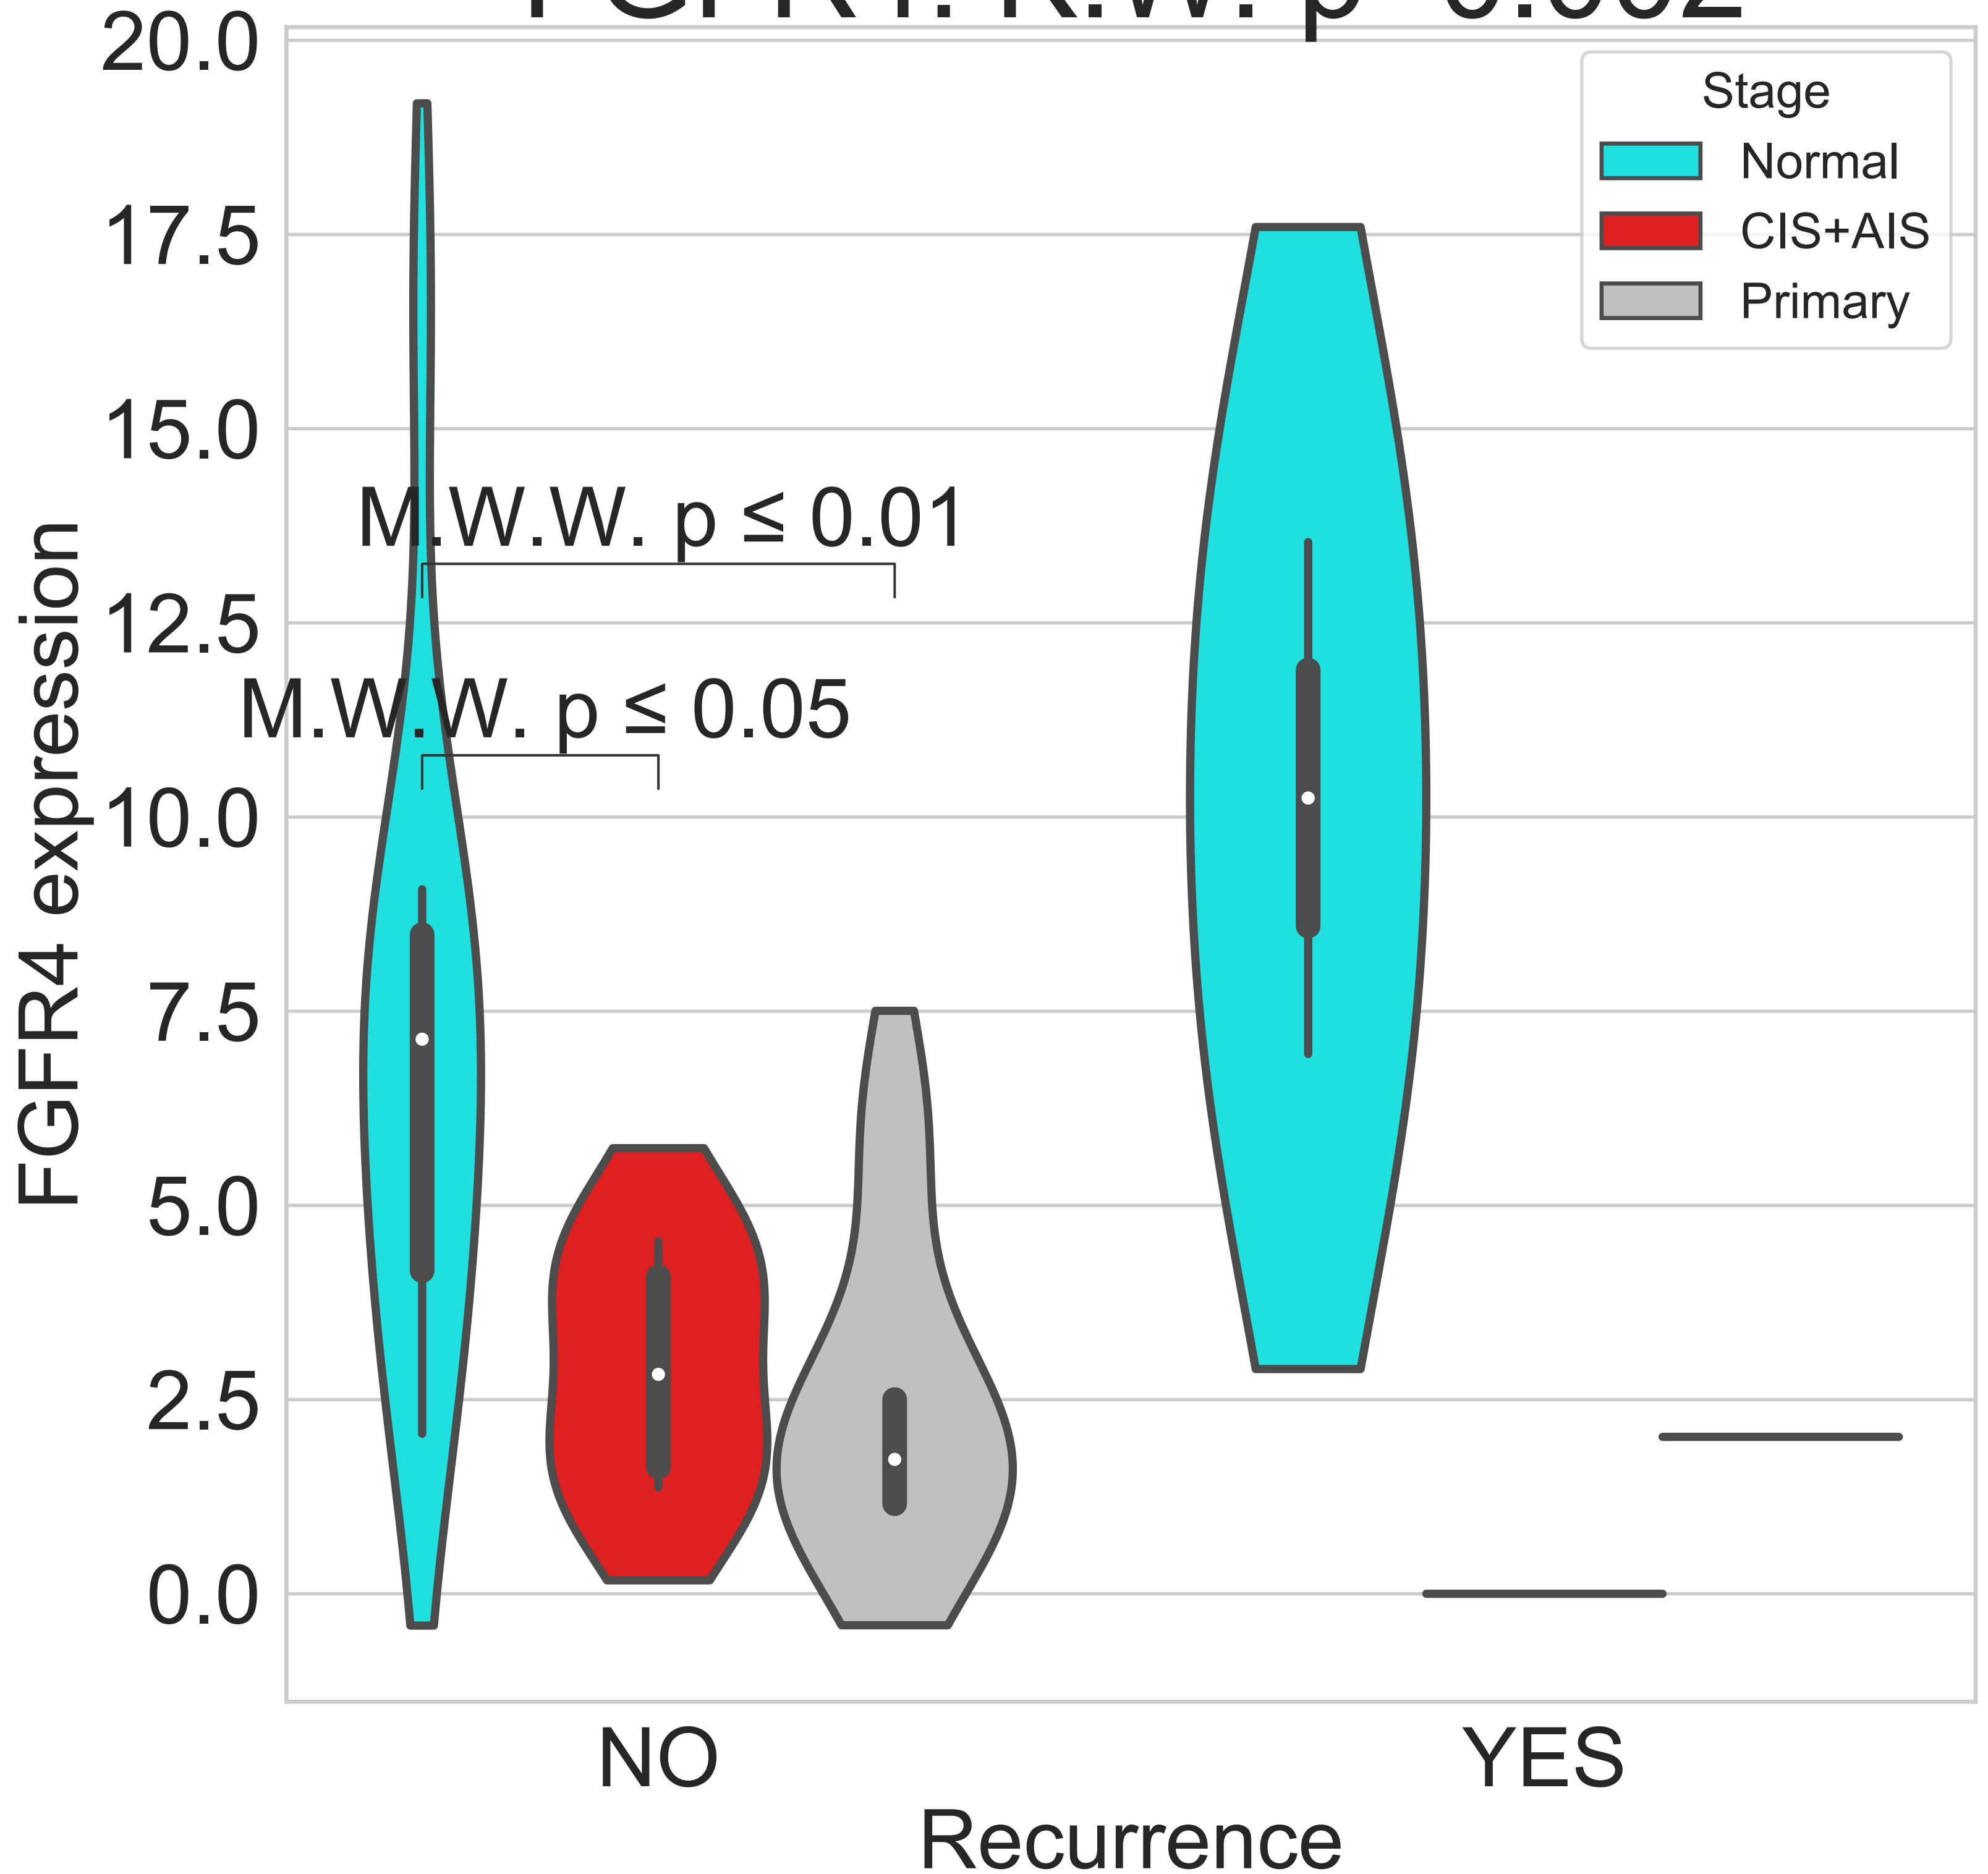 20.0
17.5
15.0
12.5
10.0
7.5
5.0
2.5
0.0
FGFR4 expression
Stage
Normal
CIS+AIS
Primary
M.W.W. p ≤ 0.01
M.W.W. p ≤ 0.05
NO
YES
Recurrence